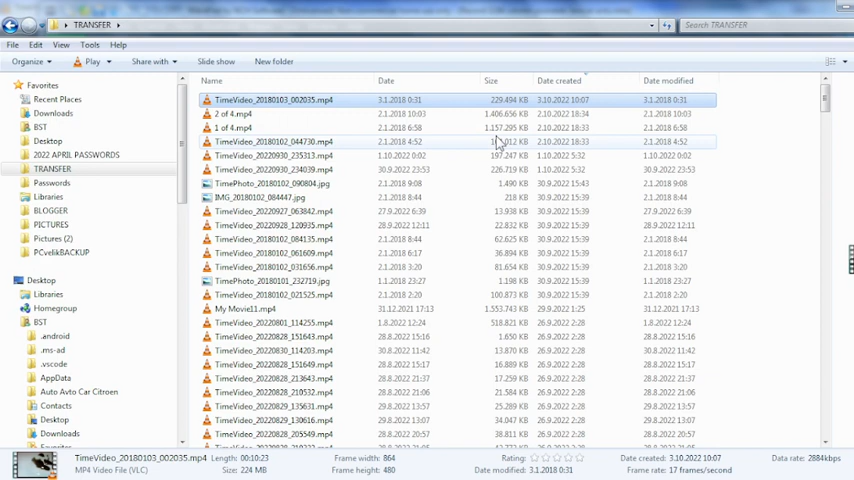 TRANSFER
Search TRANSFER
File Edit View Tools Help
Organize Play Share with Slide show New folder
Name Date Size Date created Date modified
Favorites
Recent Places
Downloads
BST
Desktop
2022 APRIL PASSWORDS
TRANSFER
Passwords
Libraries
BLOGGER
PICTURES
Pictures (2)
PCvelikBACKUP
Desktop
Libraries
Homegroup
BST
.android
.ms-ad
.vscode
AppData
Auto Avto Car Citroen
Contacts
Desktop
Downloads
TimeVideo_20180103_002035.mp4 3.1.2018 0:31 229.494 KB 3.10.2022 10:07 3.1.2018 0:31
2 of 4.mp4 2.1.2018 10:03 1.406.656 KB 2.10.2022 18:34 2.1.2018 10:03
1 of 4.mp4 2.1.2018 6:58 1.157.295 KB 2.10.2022 18:33 2.1.2018 6:58
TimeVideo_20180102_044730.mp4 2.1.2018 4:52 KB 2.10.2022 18:33 2.1.2018 4:52
TimeVideo_20220930_235313.mp4 1.10.2022 0:02 197.247 KB 1.10.2022 5:32 1.10.2022 0:02
TimeVideo_20220930_234039.mp4 30.9.2022 23:53 226.719 KB 1.10.2022 5:32 30.9.2022 23:53
TimePhoto_20180102_090804.jpg 2.1.2018 9:08 1.490 KB 30.9.2022 15:43 2.1.2018 9:08
IMG_20180102_084447.jpg 2.1.2018 8:44 218 KB 30.9.2022 15:43 2.1.2018 8:44
TimeVideo_20220927_063842.mp4 27.9.2022 6:39 13.938 KB 30.9.2022 15:39 27.9.2022 6:39
TimeVideo_20220928_120935.mp4 28.9.2022 12:11 22.832 KB 30.9.2022 15:39 28.9.2022 12:11
TimeVideo_20180102_084135.mp4 2.1.2018 8:44 62.625 KB 30.9.2022 15:39 2.1.2018 8:44
TimeVideo_20180102_061609.mp4 2.1.2018 6:17 36.894 KB 30.9.2022 15:39 2.1.2018 6:17
TimeVideo_20180102_031656.mp4 2.1.2018 3:20 81.654 KB 30.9.2022 15:39 2.1.2018 3:20
TimePhoto_20180101_232719.jpg 1.1.2018 23:27 1.198 KB 30.9.2022 15:39 1.1.2018 23:27
TimeVideo_20180102_021525.mp4 2.1.2018 2:20 100.873 KB 30.9.2022 15:39 2.1.2018 2:20
My Movie11.mp4 31.12.2021 17:13 1.553.743 KB 29.9.2022 1:25 31.12.2021 17:13
TimeVideo_20220801_114255.mp4 1.8.2022 12:24 518.821 KB 26.9.2022 2:28 1.8.2022 12:24
TimeVideo_20220828_151643.mp4 28.8.2022 15:16 1.650 KB 26.9.2022 2:28 28.8.2022 15:16
TimeVideo_20220830_114203.mp4 30.8.2022 11:42 13.870 KB 26.9.2022 2:28 30.8.2022 11:42
TimeVideo_20220828_151649.mp4 28.8.2022 15:17 16.889 KB 26.9.2022 2:28 28.8.2022 15:17
TimeVideo_20220828_213643.mp4 28.8.2022 21:37 17.259 KB 26.9.2022 2:28 28.8.2022 21:37
TimeVideo_20220828_210532.mp4 28.8.2022 21:06 21.584 KB 26.9.2022 2:28 28.8.2022 21:06
TimeVideo_20220829_135631.mp4 29.8.2022 13:57 25.289 KB 26.9.2022 2:28 29.8.2022 13:57
TimeVideo_20220829_130616.mp4 29.8.2022 13:07 34.047 KB 26.9.2022 2:28 29.8.2022 13:07
TimeVideo_20220828_205549.mp4 28.8.2022 20:57 38.811 KB 26.9.2022 2:28 28.8.2022 20:57
TimeVideo_20180103_002035.mp4 Length: 00:10:23 Frame width: 864 Rating: Date created: 3.10.2022 10:07 Data rate: 2884kbps
MP4 Video File (VLC) Size: 224 MB Frame height: 480 Date modified: 3.1.2018 0:31 Frame rate: 17 frames/second